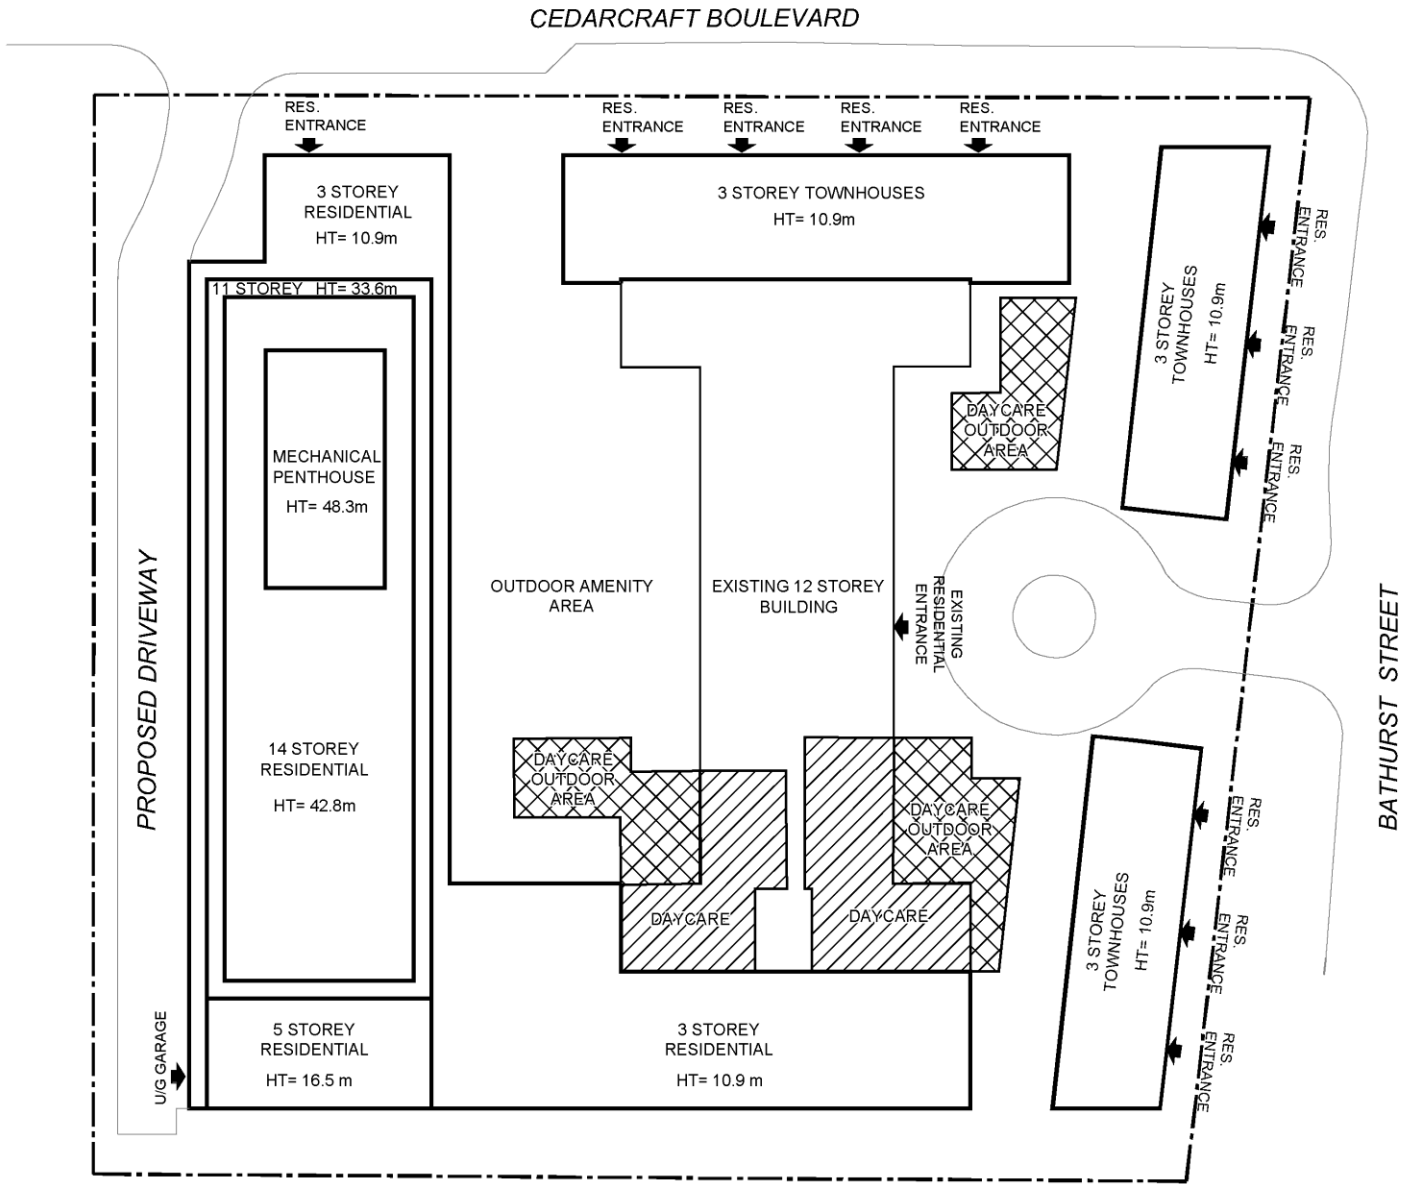 CEDARCRAFT BOULEVARD
RES.
ENTRANCE
RES.
ENTRANCE
RES.
ENTRANCE
RES.
ENTRANCE
RES.
ENTRANCE
3 STOREY
RESIDENTIAL
HT= 10.9m
3 STOREY TOWNHOUSES
HT= 10.9m
RES.
ENTRANCE
RES.
ENTRANCE
RES.
ENTRANCE
3 STOREY
TOWNHOUSES
HT= 10.9m
11 STOREY HT= 33.6m
MECHANICAL
PENTHOUSE
HT= 48.3m
DAYCARE
OUTDOOR
AREA
OUTDOOR AMENITY
AREA
EXISTING 12 STOREY
BUILDING
EXISTING
RESIDENTIAL
ENTRANCE
PROPOSED DRIVEWAY
BATHURST STREET
14 STOREY
RESIDENTIAL
HT= 42.8m
DAYCARE
OUTDOOR
AREA
DAYCARE
OUTDOOR
AREA
DAYCARE
DAYCARE
RES.
ENTRANCE
RES.
ENTRANCE
RES.
ENTRANCE
3 STOREY
TOWNHOUSES
HT= 10.9m
U/G GARAGE
5 STOREY
RESIDENTIAL
HT= 16.5 m
3 STOREY
RESIDENTIAL
HT= 10.9 m